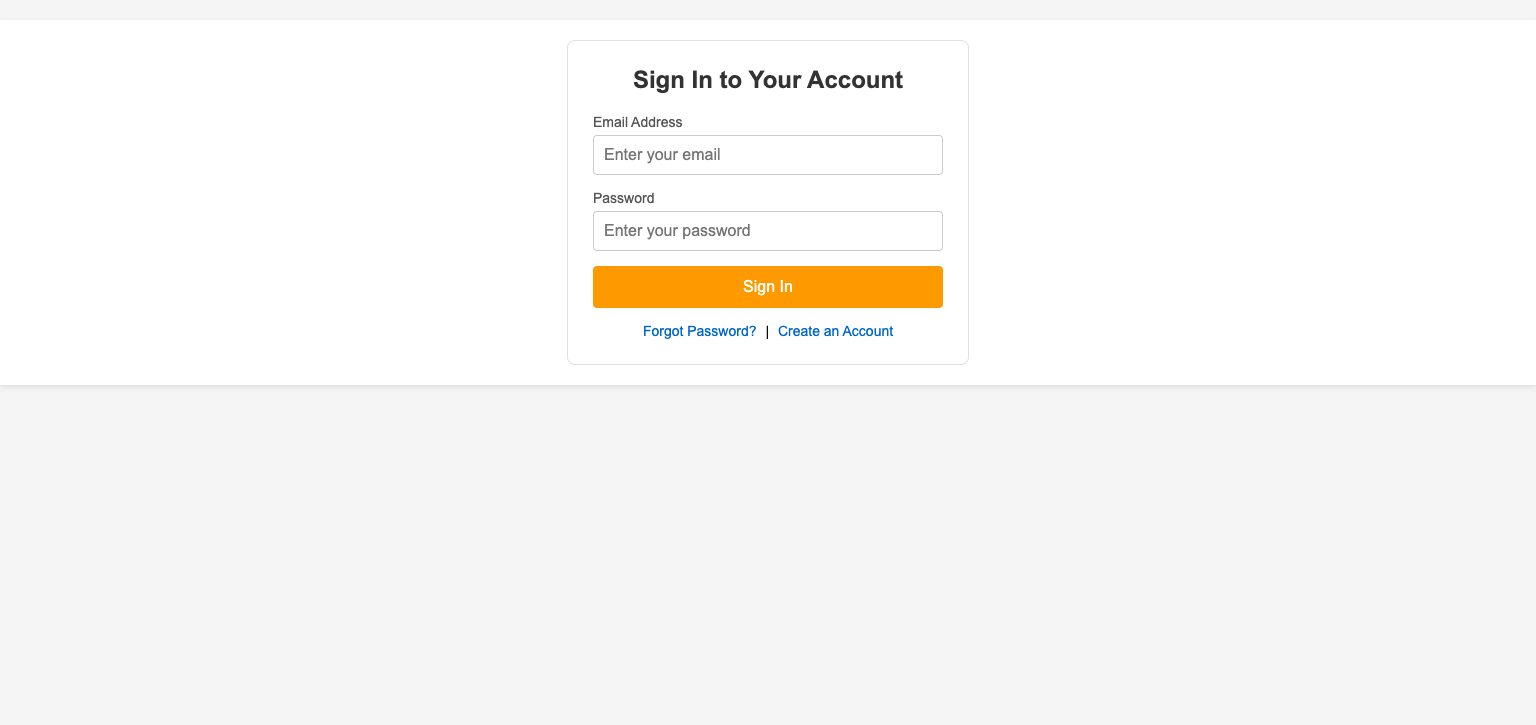 Sign In to Your Account
Email Address
Enter your email
Password
Enter your password
Sign In
Forgot Password? | Create an Account